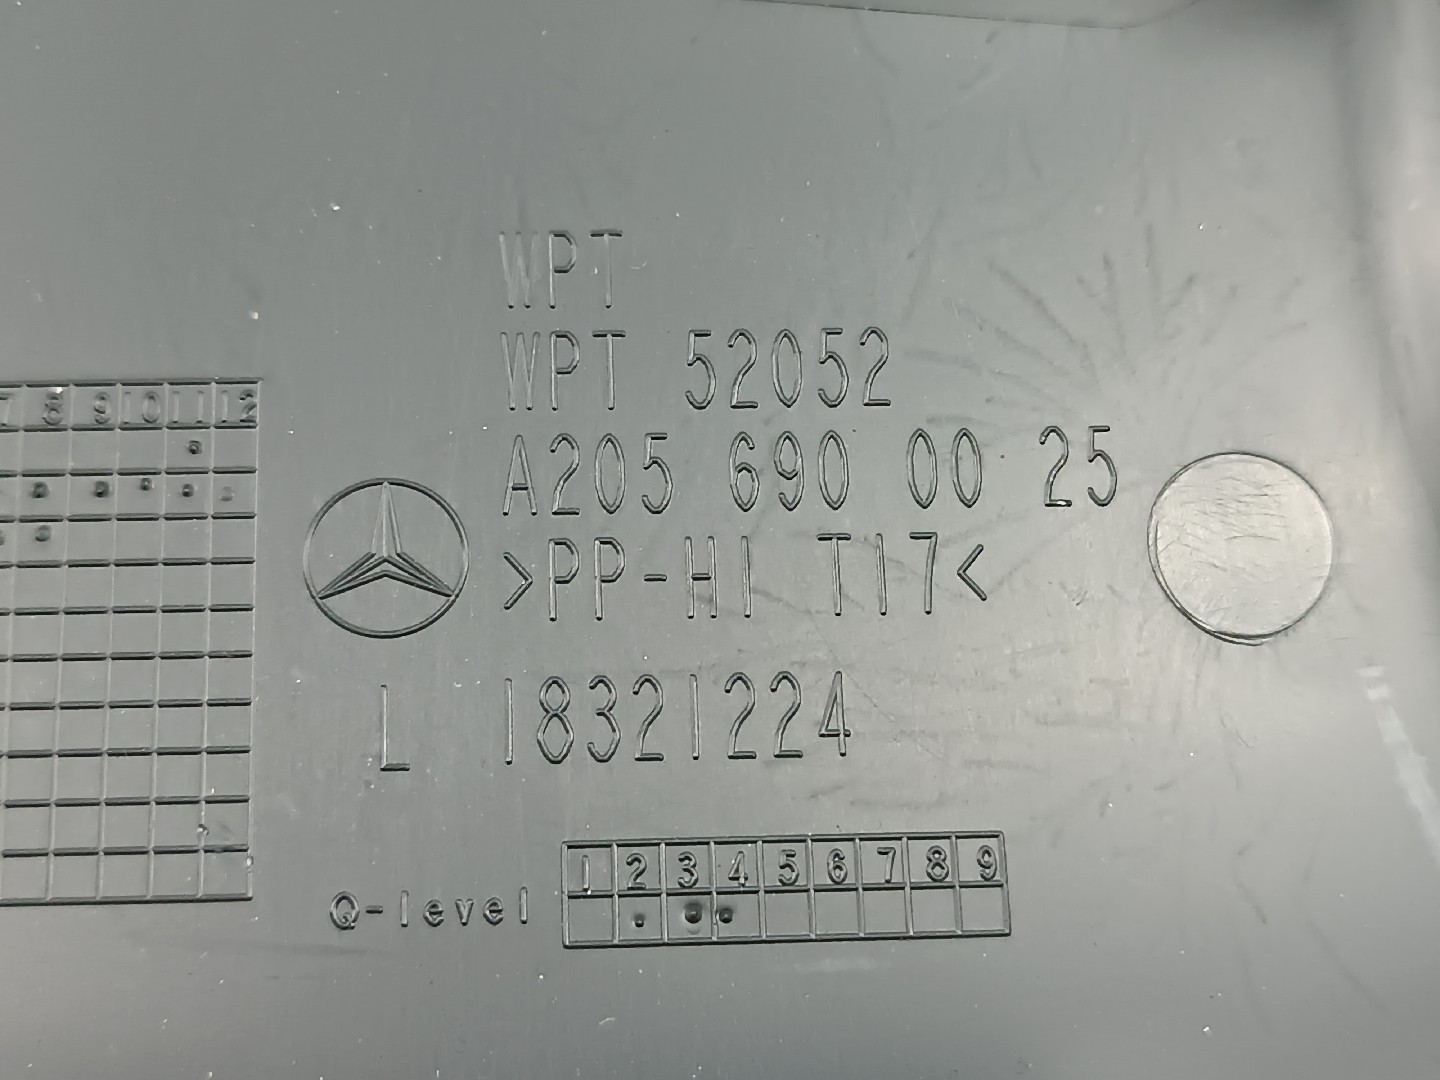 WPT
WPT 52052
A205 690 00 25
>PP-HI T17<
L 18321224
7 8 9 10 11 12
1 2 3 4 5 6 7 8 9
Q-level